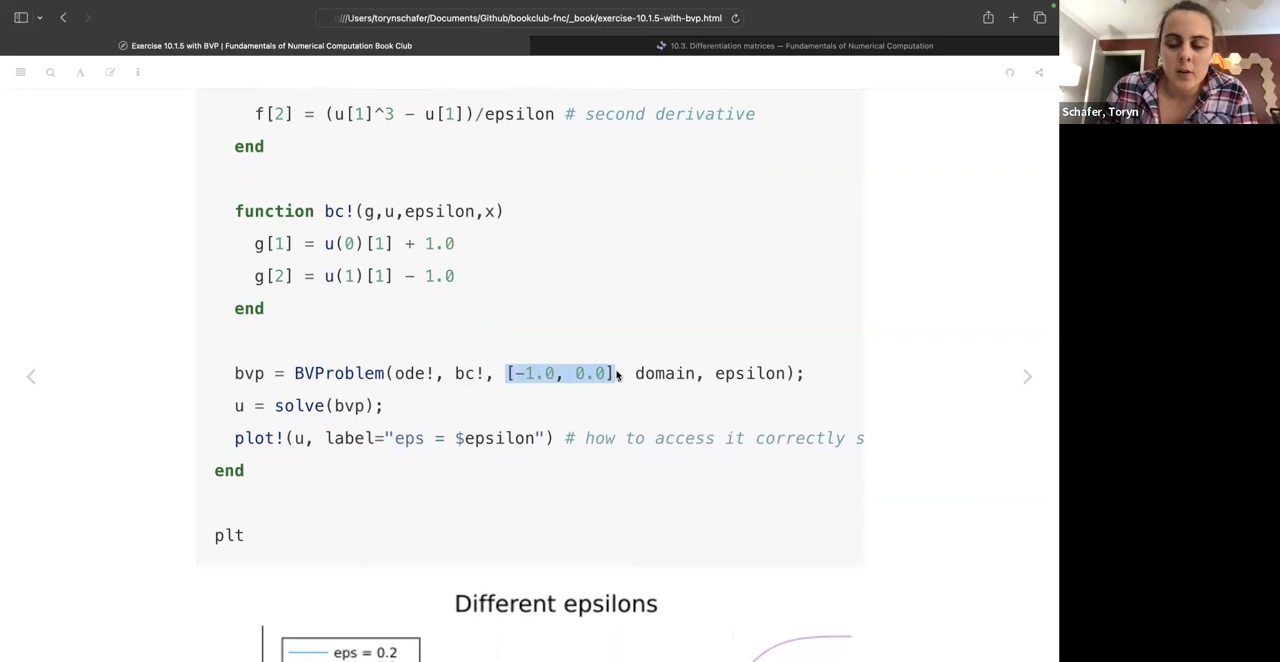 ///Users/torynschafer/Documents/Github/bookclub-fnc/_book/exercise-10.1.5-with-bvp.html
Exercise 10.1.5 with BVP | Fundamentals of Numerical Computation Book Club
10.3. Differentiation matrices — Fundamentals of Numerical Computation
Schafer, Toryn
f[2] = (u[1]^3 − u[1])/epsilon # second derivative
end
function bc!(g,u,epsilon,x)
g[1] = u(0)[1] + 1.0
g[2] = u(1)[1] − 1.0
end
bvp = BVProblem(ode!, bc!, [−1.0, 0.0], domain, epsilon);
u = solve(bvp);
plot!(u, label="eps = $epsilon") # how to access it correctly s
end
plt
Different epsilons
eps = 0.2